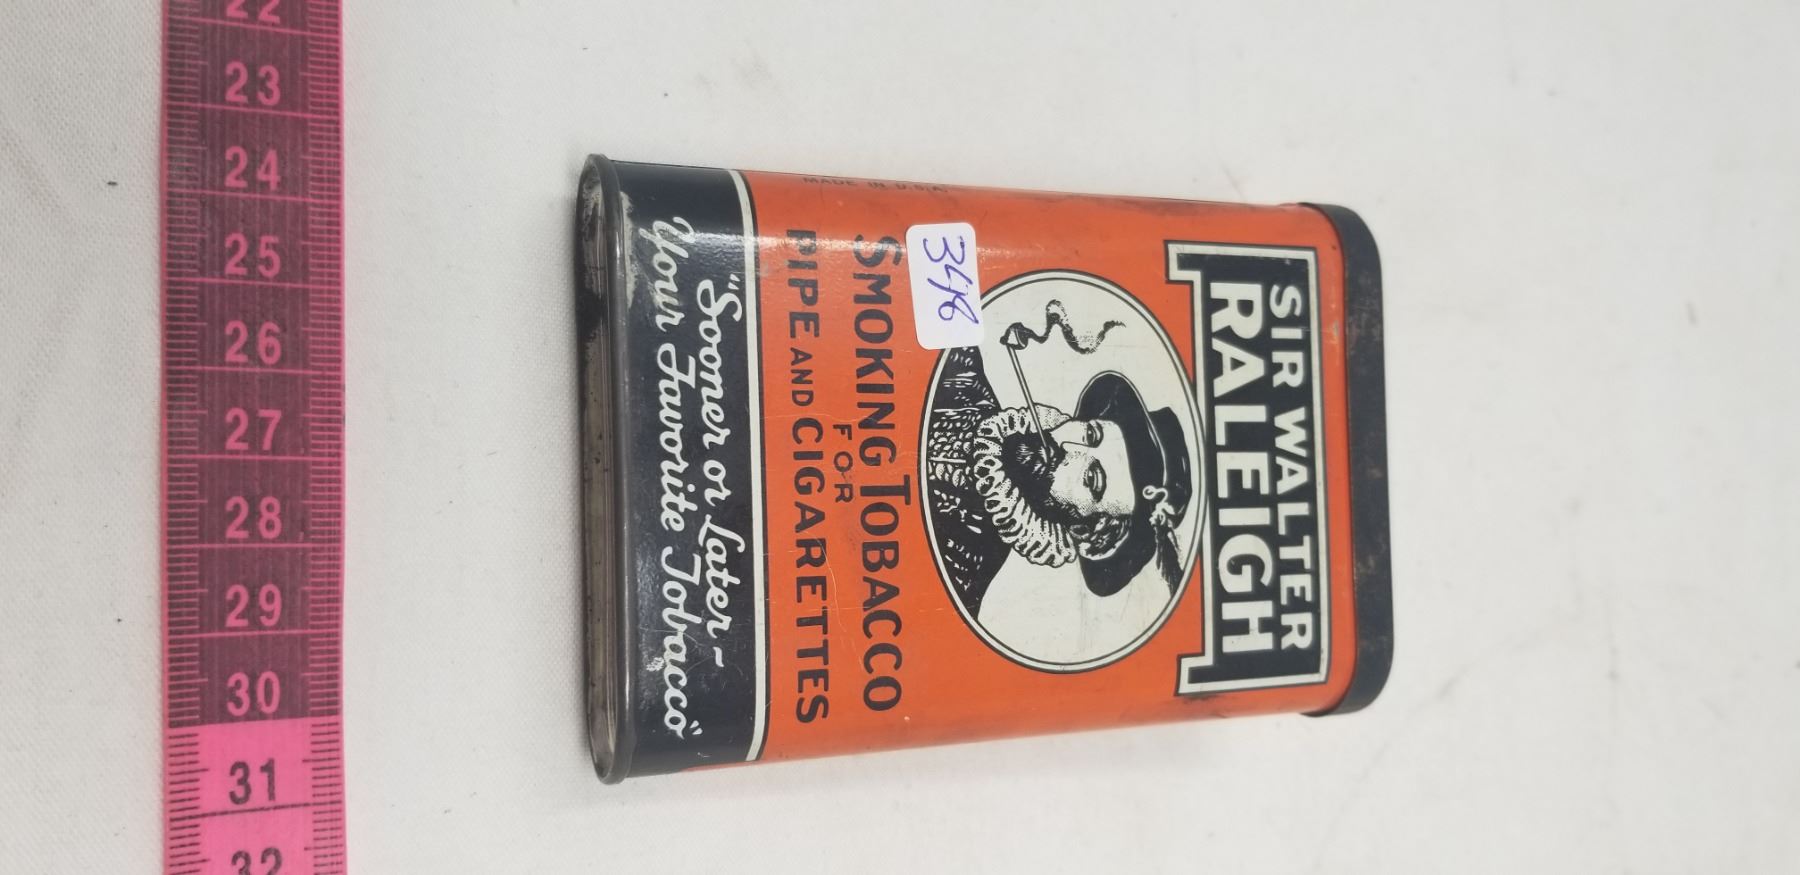 22
23
24
25
26
27
28
29
30
31
32
SIR WALTER
RALEIGH
348
SMOKING TOBACCO
FOR
PIPE AND CIGARETTES
MADE IN U.S.A.
"Sooner or Later ~
Your Favorite Tobacco"